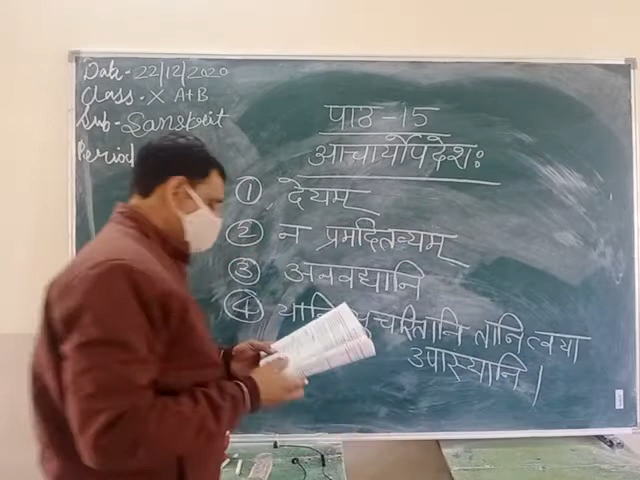 Date - 22/12/2020
Class - X A+B
Sub - Sanskrit
Period
पाठ - 15
आचार्योपदेशः
① देयम्
② न प्रमदितव्यम्
③ अनवद्यानि
④ तानि त्वया
उपास्यानि ।